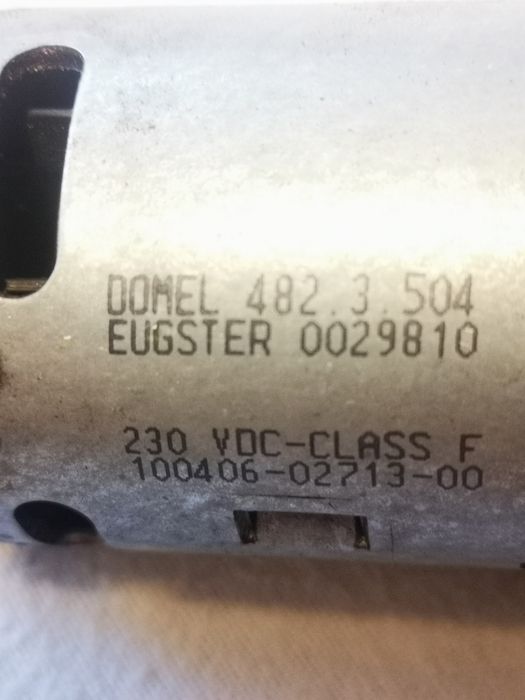 DOMEL 482.3.504
EUGSTER 0029810
230 VDC-CLASS F
100406-02713-00